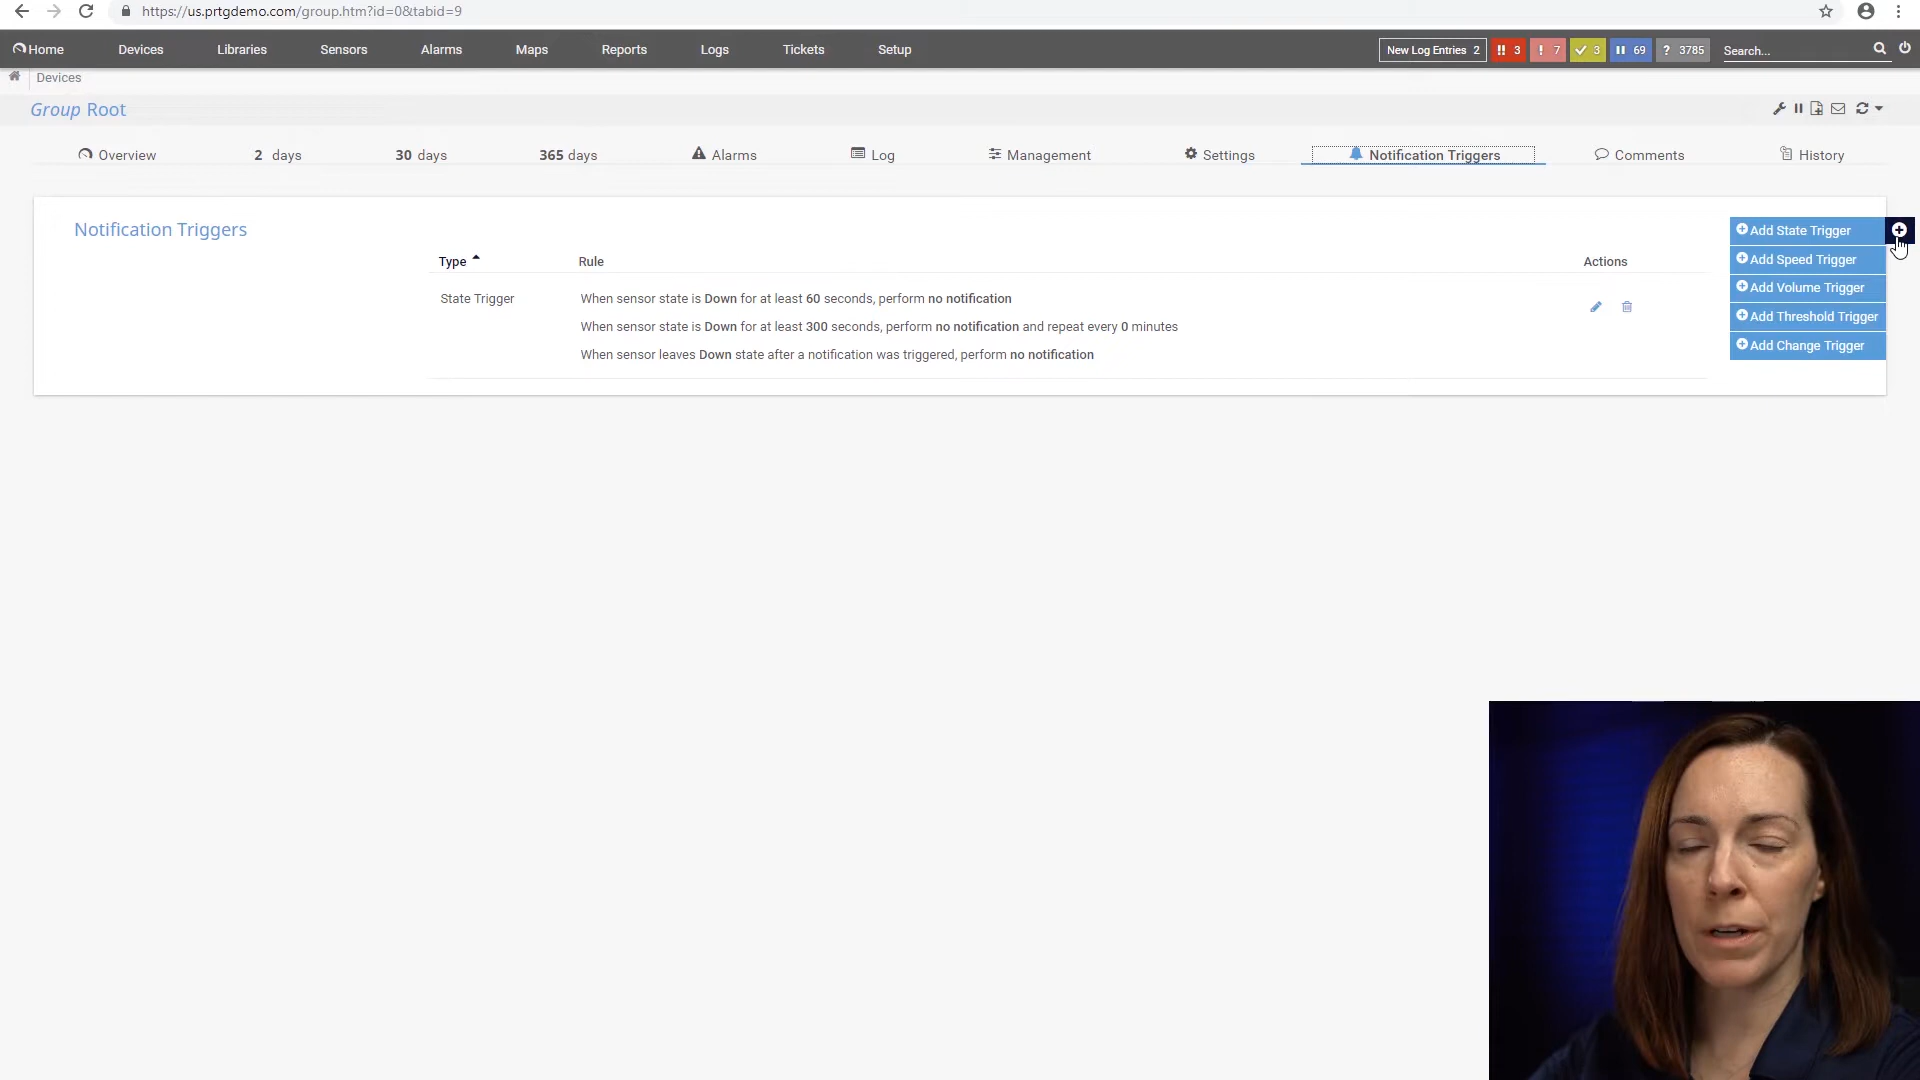 https://us.prtgdemo.com/group.htm?id=0&tabid=9
Home Devices Libraries Sensors Alarms Maps Reports Logs Tickets Setup New Log Entries 2 !! 3 ! 7 3 69 ? 3785 Search...
Devices
Group Root
Overview 2 days 30 days 365 days Alarms Log Management Settings Notification Triggers Comments History
Notification Triggers
Type Rule Actions
State Trigger
When sensor state is Down for at least 60 seconds, perform no notification
When sensor state is Down for at least 300 seconds, perform no notification and repeat every 0 minutes
When sensor leaves Down state after a notification was triggered, perform no notification
Add State Trigger
Add Speed Trigger
Add Volume Trigger
Add Threshold Trigger
Add Change Trigger